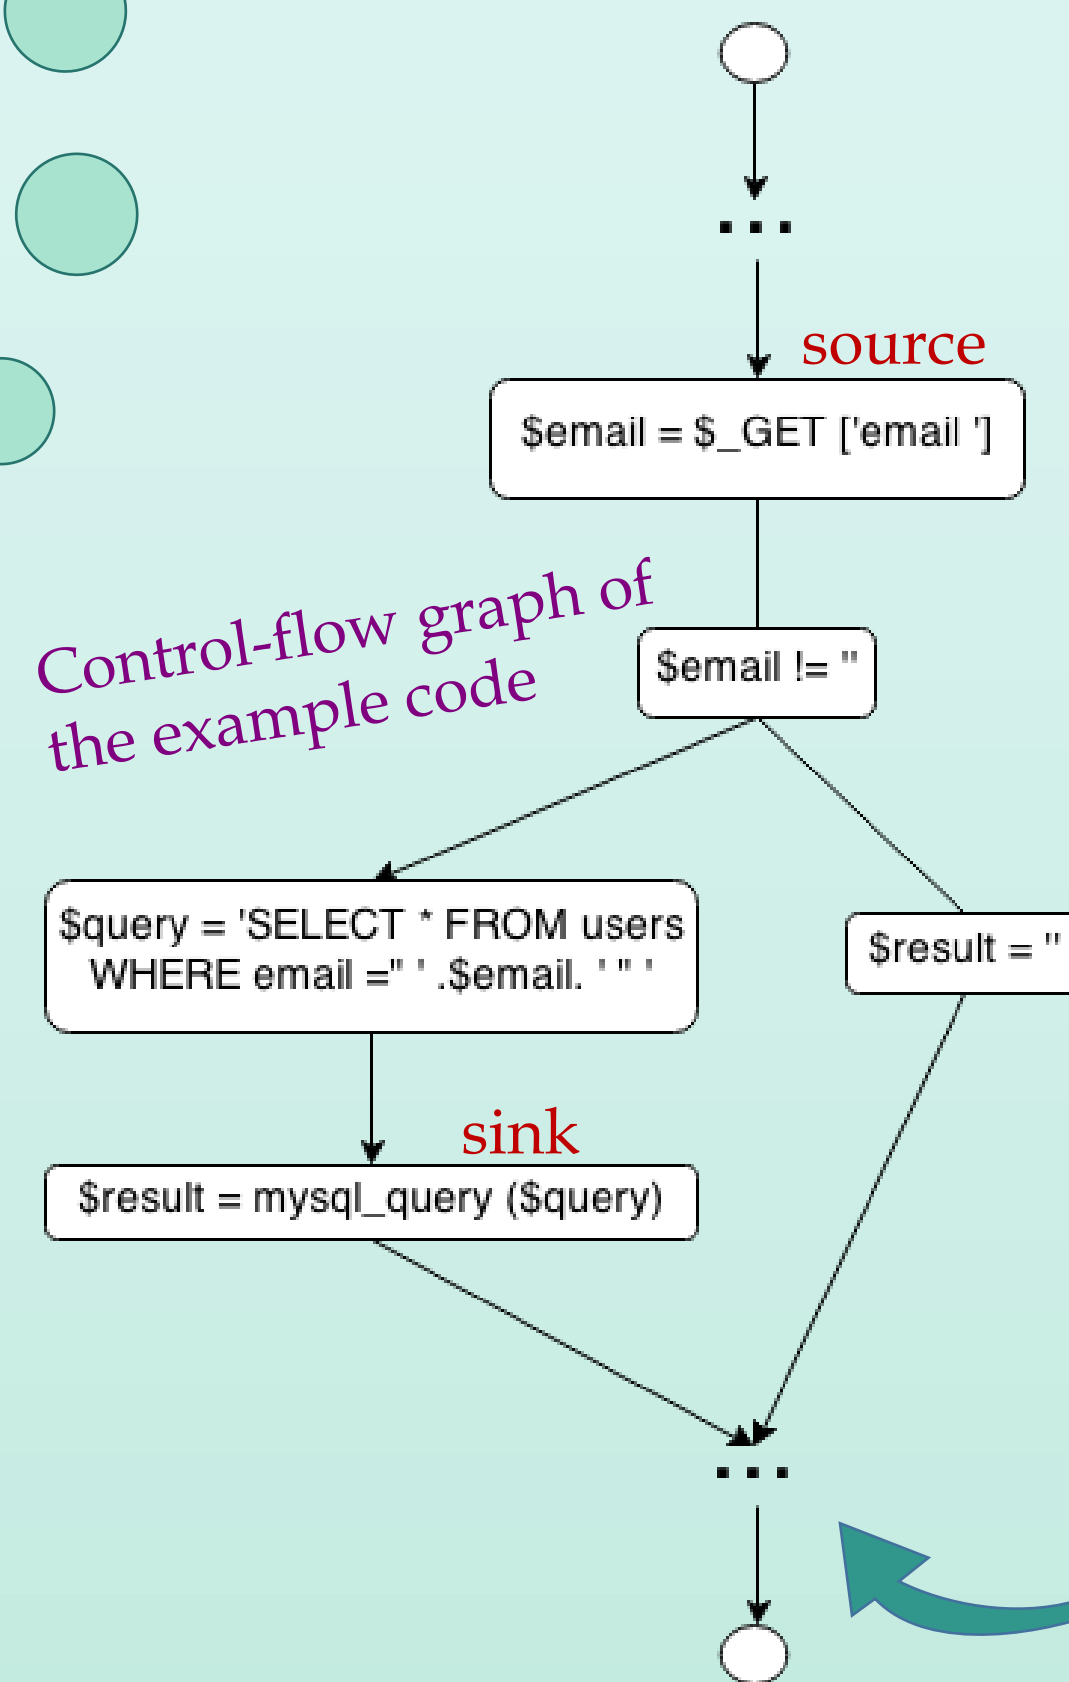 ...
source
$email = $_GET ['email ']
Control-flow graph of
the example code
$email != ''
$query = 'SELECT * FROM users
WHERE email =" ' .$email. ' " '
$result = ''
sink
$result = mysql_query ($query)
...